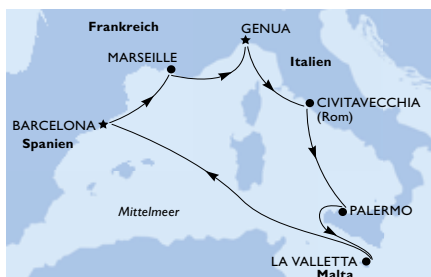 Frankreich
GENUA
MARSEILLE
Italien
CIVITAVECCHIA
(Rom)
BARCELONA
Spanien
Mittelmeer
PALERMO
LA VALLETTA
Malta